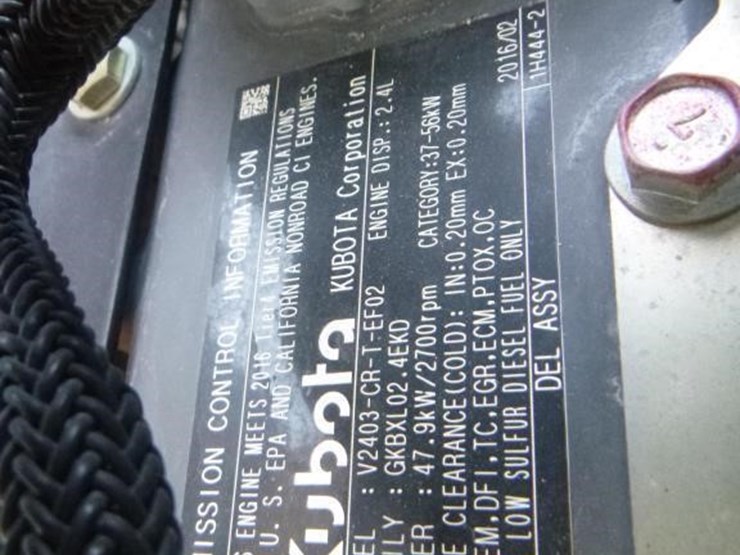 MISSION CONTROL INFORMATION
S ENGINE MEETS 2016 Tier4 EMISSION REGULATIONS
U.S. EPA AND CALIFORNIA NONROAD CI ENGINES.
Kubota KUBOTA Corporation
EL : V2403-CR-T-EF02 ENGINE DISP.: 2.4L
ILY : GKBXL02.4EKD
ER : 47.9kW/2700rpm CATEGORY:37-56kW
E CLEARANCE(COLD): IN:0.20mm EX:0.20mm
EM,DFI,TC,EGR,ECM,PTOX,OC
LOW SULFUR DIESEL FUEL ONLY 2016/02
DEL ASSY 1H444-2
7